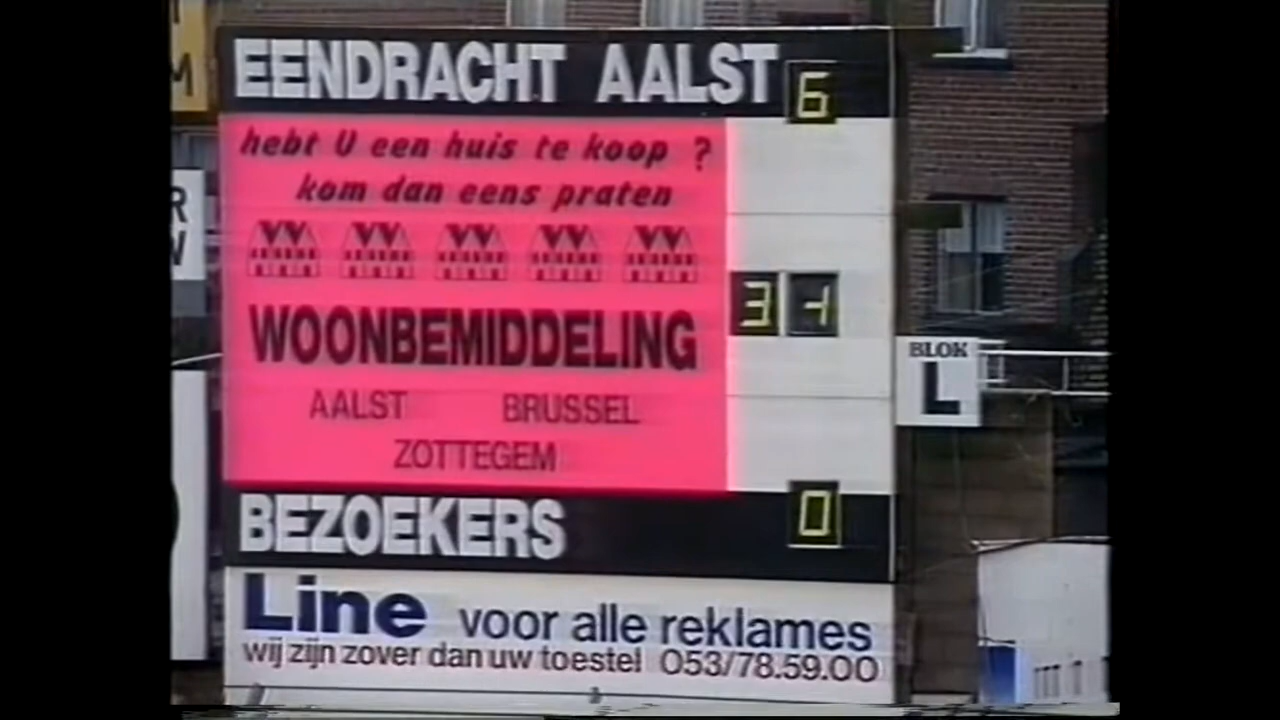 EENDRACHT AALST 6
hebt U een huis te koop ?
kom dan eens praten
WOONBEMIDDELING
3
AALST BRUSSEL
ZOTTEGEM
BEZOEKERS 0
Line voor alle reklames
wij zijn zover dan uw toestel 053/78.59.00
BLOK
L
M
R
W